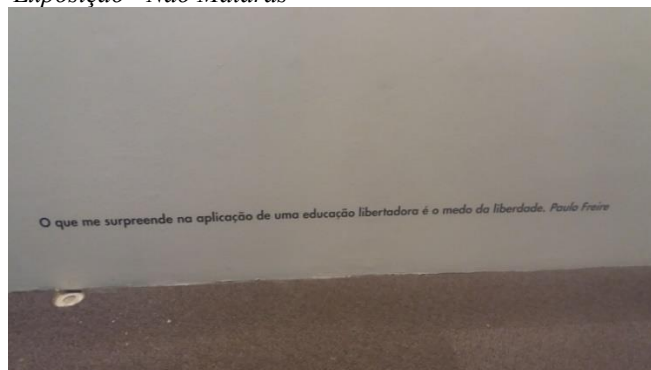 "Exposição - Não Matarás"
O que me surpreende na aplicação de uma educação libertadora é o medo da liberdade. Paulo Freire